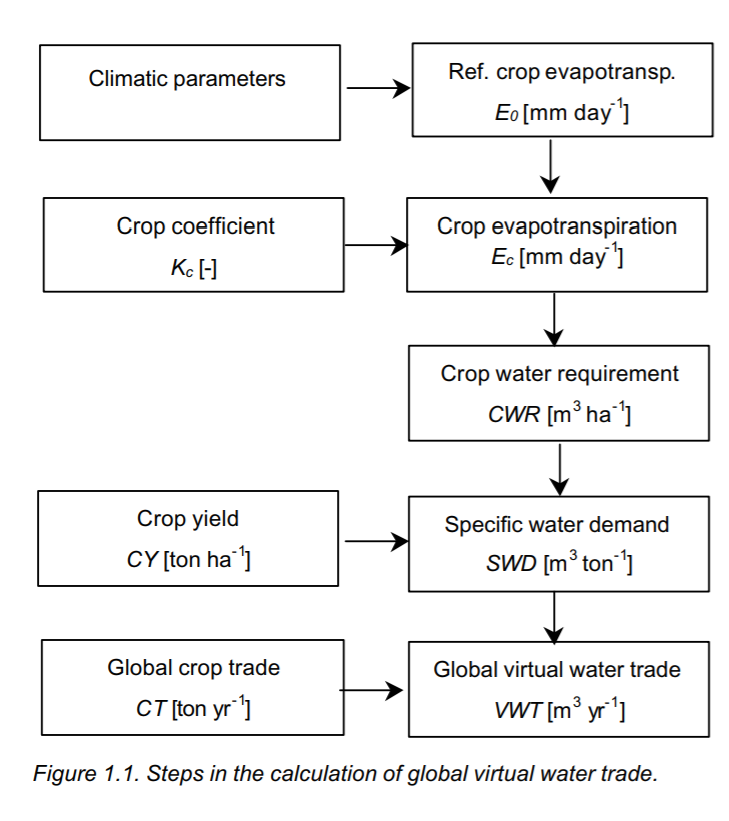 Climatic parameters
Ref. crop evapotransp.
E₀ [mm day⁻¹]
Crop coefficient
K꜀ [-]
Crop evapotranspiration
E꜀ [mm day⁻¹]
Crop water requirement
CWR [m³ ha⁻¹]
Crop yield
CY [ton ha⁻¹]
Specific water demand
SWD [m³ ton⁻¹]
Global crop trade
CT [ton yr⁻¹]
Global virtual water trade
VWT [m³ yr⁻¹]
Figure 1.1. Steps in the calculation of global virtual water trade.